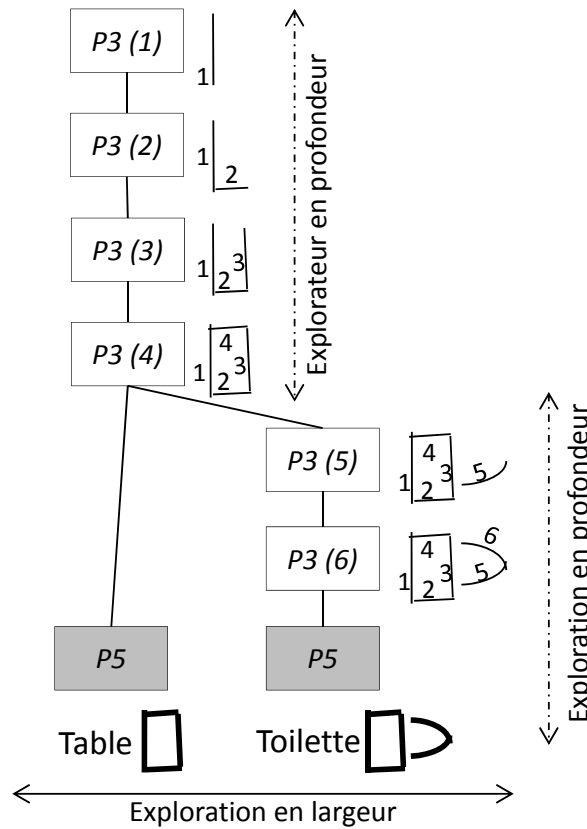 P3 (1)
1
P3 (2)
1
2
P3 (3)
1
2
3
P3 (4)
4
1
2
3
Explorateur en profondeur
P3 (5)
4
1
2
3
5
P3 (6)
4
1
2
3
5
6
P5
P5
Exploration en profondeur
Table
Toilette
Exploration en largeur